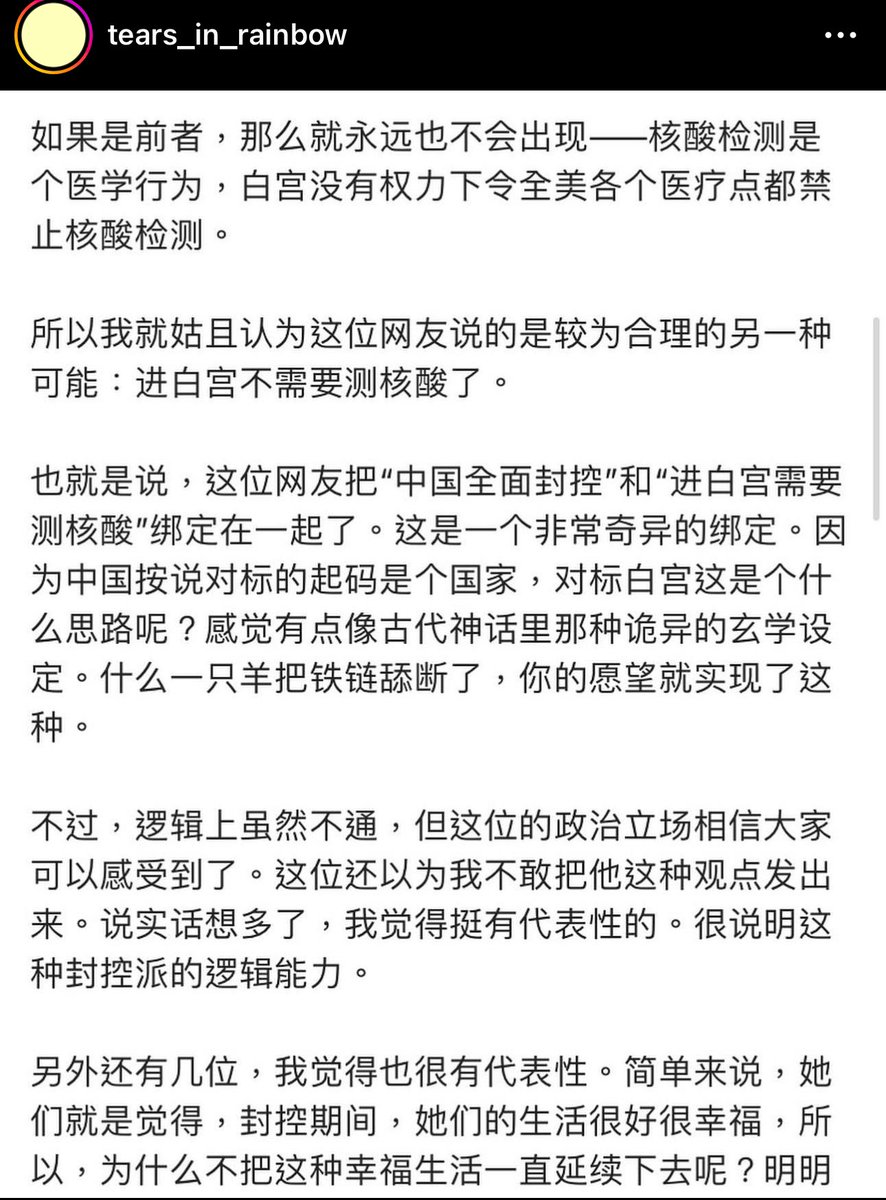 tears_in_rainbow
如果是前者，那么就永远也不会出现——核酸检测是
个医学行为，白宫没有权力下令全美各个医疗点都禁
止核酸检测。
所以我就姑且认为这位网友说的是较为合理的另一种
可能：进白宫不需要测核酸了。
也就是说，这位网友把“中国全面封控”和“进白宫需要
测核酸”绑定在一起了。这是一个非常奇异的绑定。因
为中国按说对标的起码是个国家，对标白宫这是个什
么思路呢？感觉有点像古代神话里那种诡异的玄学设
定。什么一只羊把铁链舔断了，你的愿望就实现了这
种。
不过，逻辑上虽然不通，但这位的政治立场相信大家
可以感受到了。这位还以为我不敢把他这种观点发出
来。说实话想多了，我觉得挺有代表性的。很说明这
种封控派的逻辑能力。
另外还有几位，我觉得也很有代表性。简单来说，她
们就是觉得，封控期间，她们的生活很好很幸福，所
以，为什么不把这种幸福生活一直延续下去呢？明明